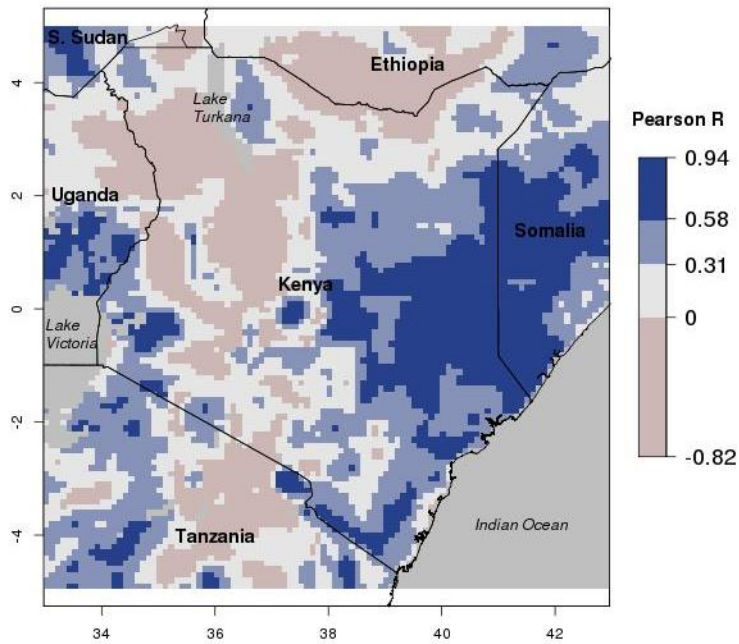 S. Sudan
Ethiopia
Lake
Turkana
Uganda
Somalia
Kenya
Lake
Victoria
Tanzania
Indian Ocean
4
2
0
-2
-4
34
36
38
40
42
Pearson R
0.94
0.58
0.31
0
-0.82